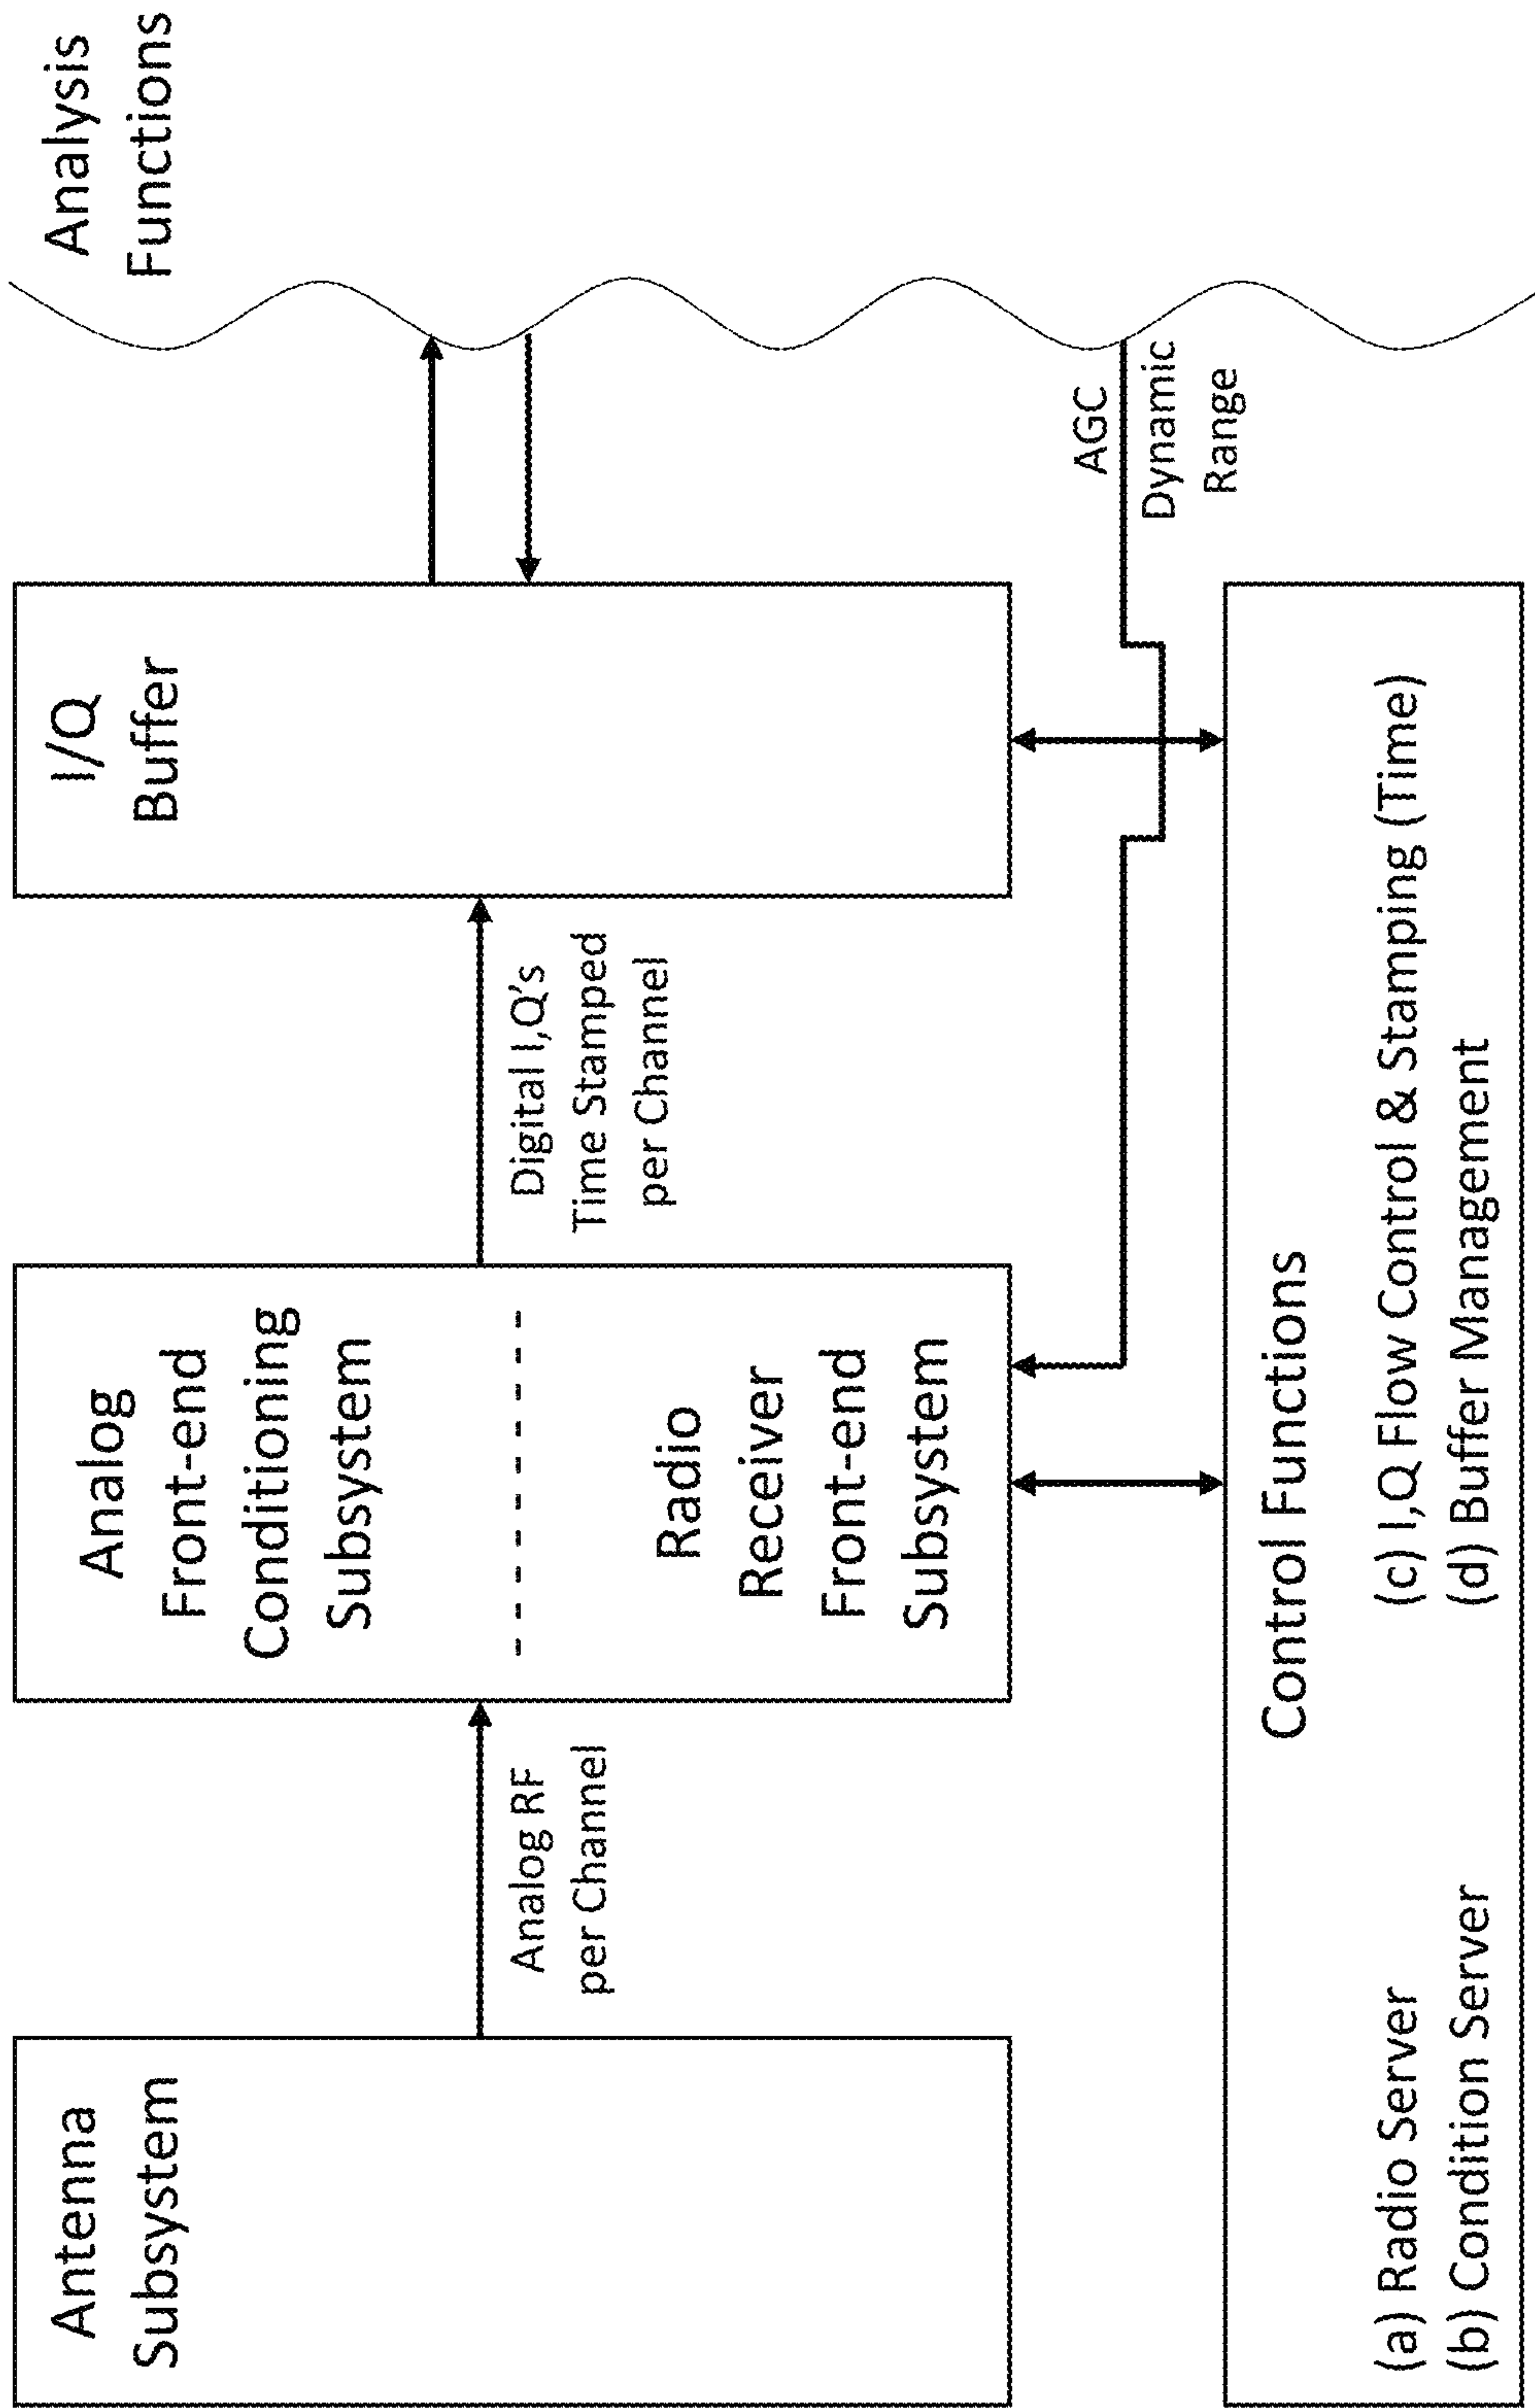 Antenna
Subsystem
Analog RF
per Channel
Analog
Front-end
Conditioning
Subsystem
Radio
Receiver
Front-end
Subsystem
Digital I,Q's
Time Stamped
per Channel
I/Q
Buffer
Analysis
Functions
AGC
Dynamic
Range
Control Functions
(a) Radio Server
(b) Condition Server
(c) I,Q Flow Control & Stamping (Time)
(d) Buffer Management